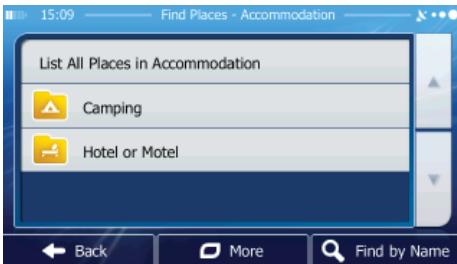 15:09 Find Places - Accommodation
List All Places in Accommodation
Camping
Hotel or Motel
Back More Find by Name